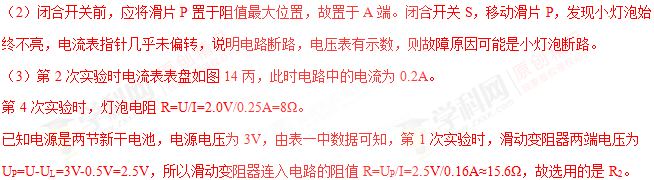 （2）闭合开关前，应将滑片 P 置于阻值最大位置，故置于 A 端。闭合开关 S，移动滑片 P，发现小灯泡始
终不亮，电流表指针几乎未偏转，说明电路断路，电压表有示数，则故障原因可能是小灯泡断路。
（3）第 2 次实验时电流表表盘如图 14 丙，此时电路中的电流为 0.2A。
第 4 次实验时，灯泡电阻 R=U/I=2.0V/0.25A=8Ω。
已知电源是两节新干电池，电源电压为 3V，由表一中数据可知，第 1 次实验时，滑动变阻器两端电压为
UP=U-UL=3V-0.5V=2.5V，所以滑动变阻器连入电路的阻值 R=UP/I=2.5V/0.16A≈15.6Ω，故选用的是 R2。